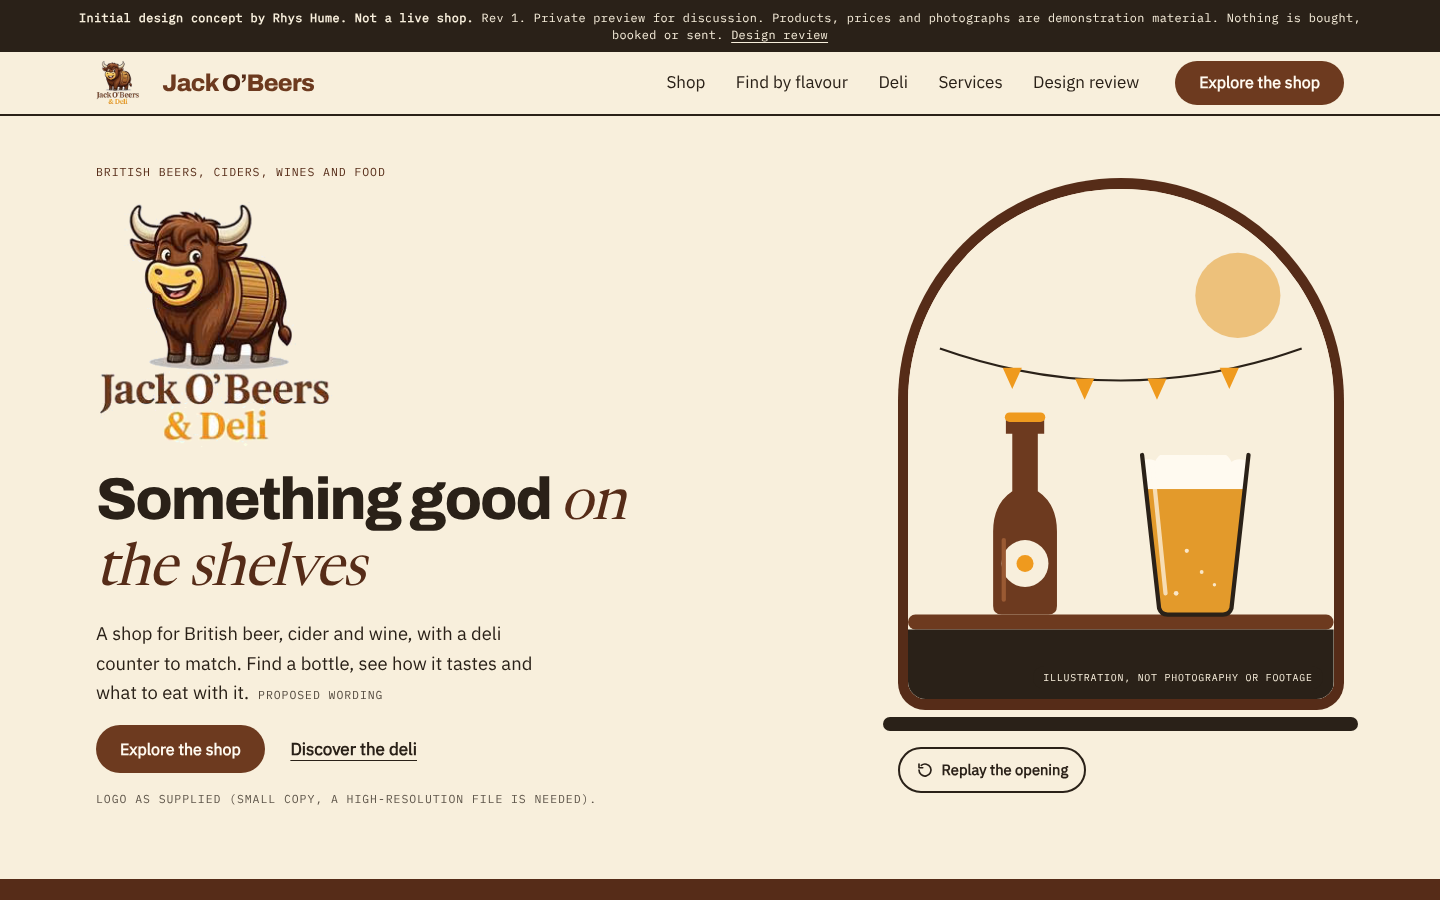 Initial design concept by Rhys Hume. Not a live shop. Rev 1. Private preview for discussion. Products, prices and photographs are demonstration material. Nothing is bought,
booked or sent. Design review
Jack O'Beers
& Deli
Jack O’Beers
Shop
Find by flavour
Deli
Services
Design review
Explore the shop
BRITISH BEERS, CIDERS, WINES AND FOOD
Jack O’Beers
& Deli
Something good on
the shelves
A shop for British beer, cider and wine, with a deli
counter to match. Find a bottle, see how it tastes and
what to eat with it. PROPOSED WORDING
Explore the shop
Discover the deli
LOGO AS SUPPLIED (SMALL COPY, A HIGH-RESOLUTION FILE IS NEEDED).
ILLUSTRATION, NOT PHOTOGRAPHY OR FOOTAGE
Replay the opening